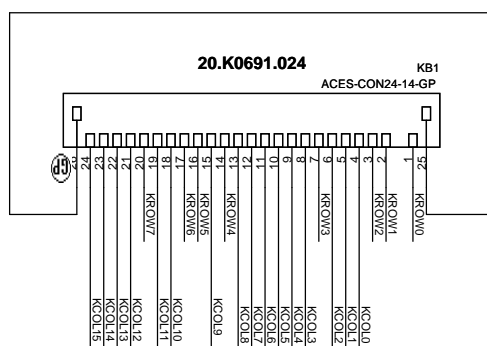 20.K0691.024
KB1
ACES-CON24-14-GP
GP
26
24
23
22
21
20
19
18
17
16
15
14
13
12
11
10
9
8
7
6
5
4
3
2
1
25
KROW7
KROW6
KROW5
KROW4
KROW3
KROW2
KROW1
KROW0
KCOL15
KCOL14
KCOL13
KCOL12
KCOL11
KCOL10
KCOL9
KCOL8
KCOL7
KCOL6
KCOL5
KCOL4
KCOL3
KCOL2
KCOL1
KCOL0